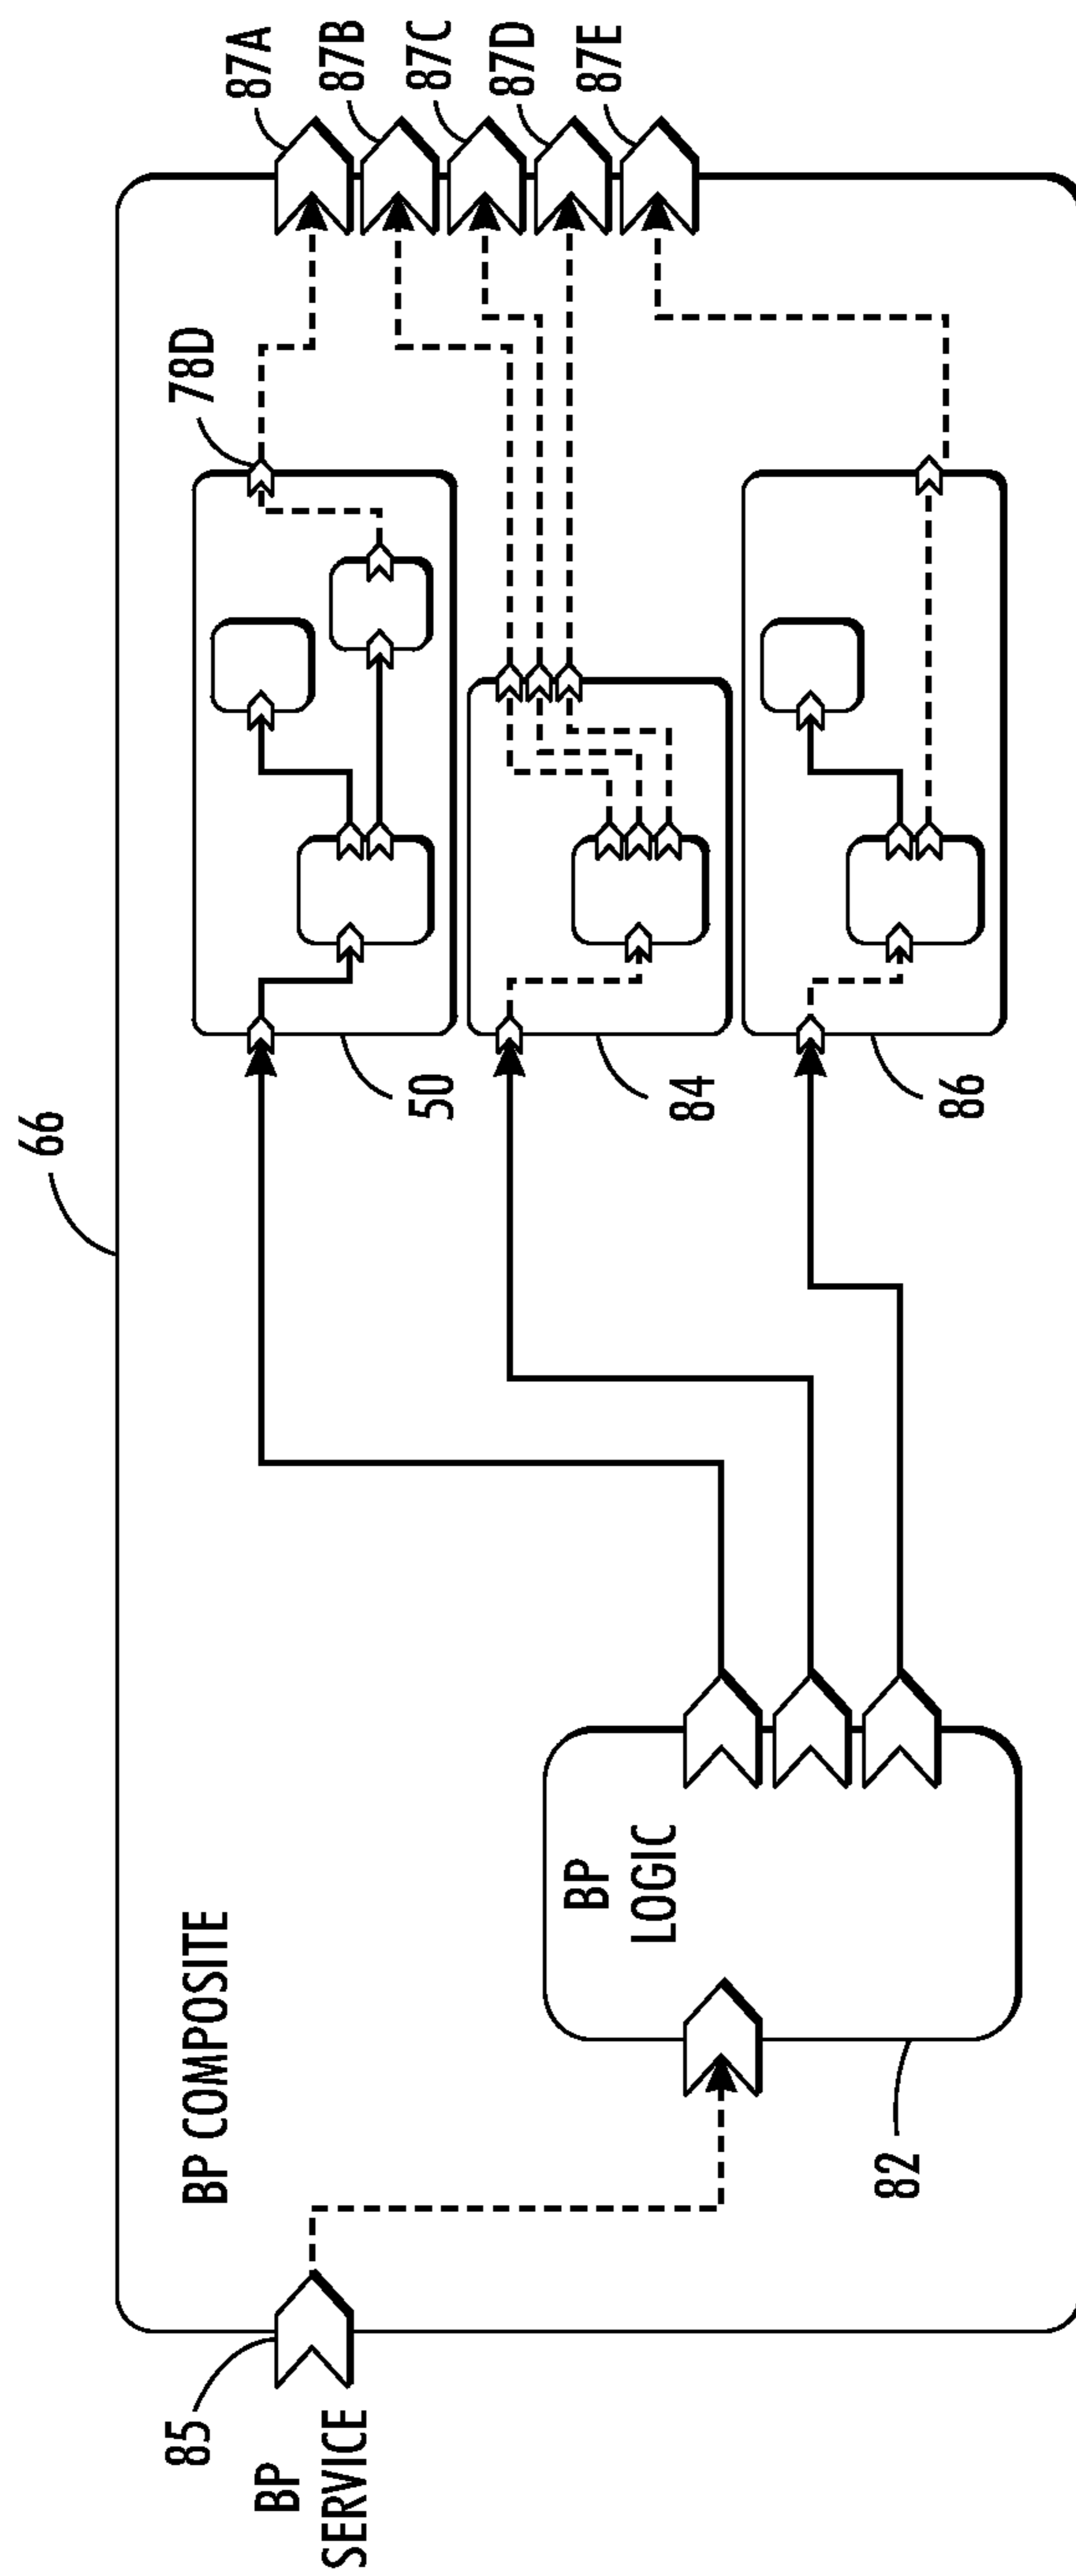 66
BP COMPOSITE
85
BP
SERVICE
BP
LOGIC
82
50
84
86
78D
87A
87B
87C
87D
87E